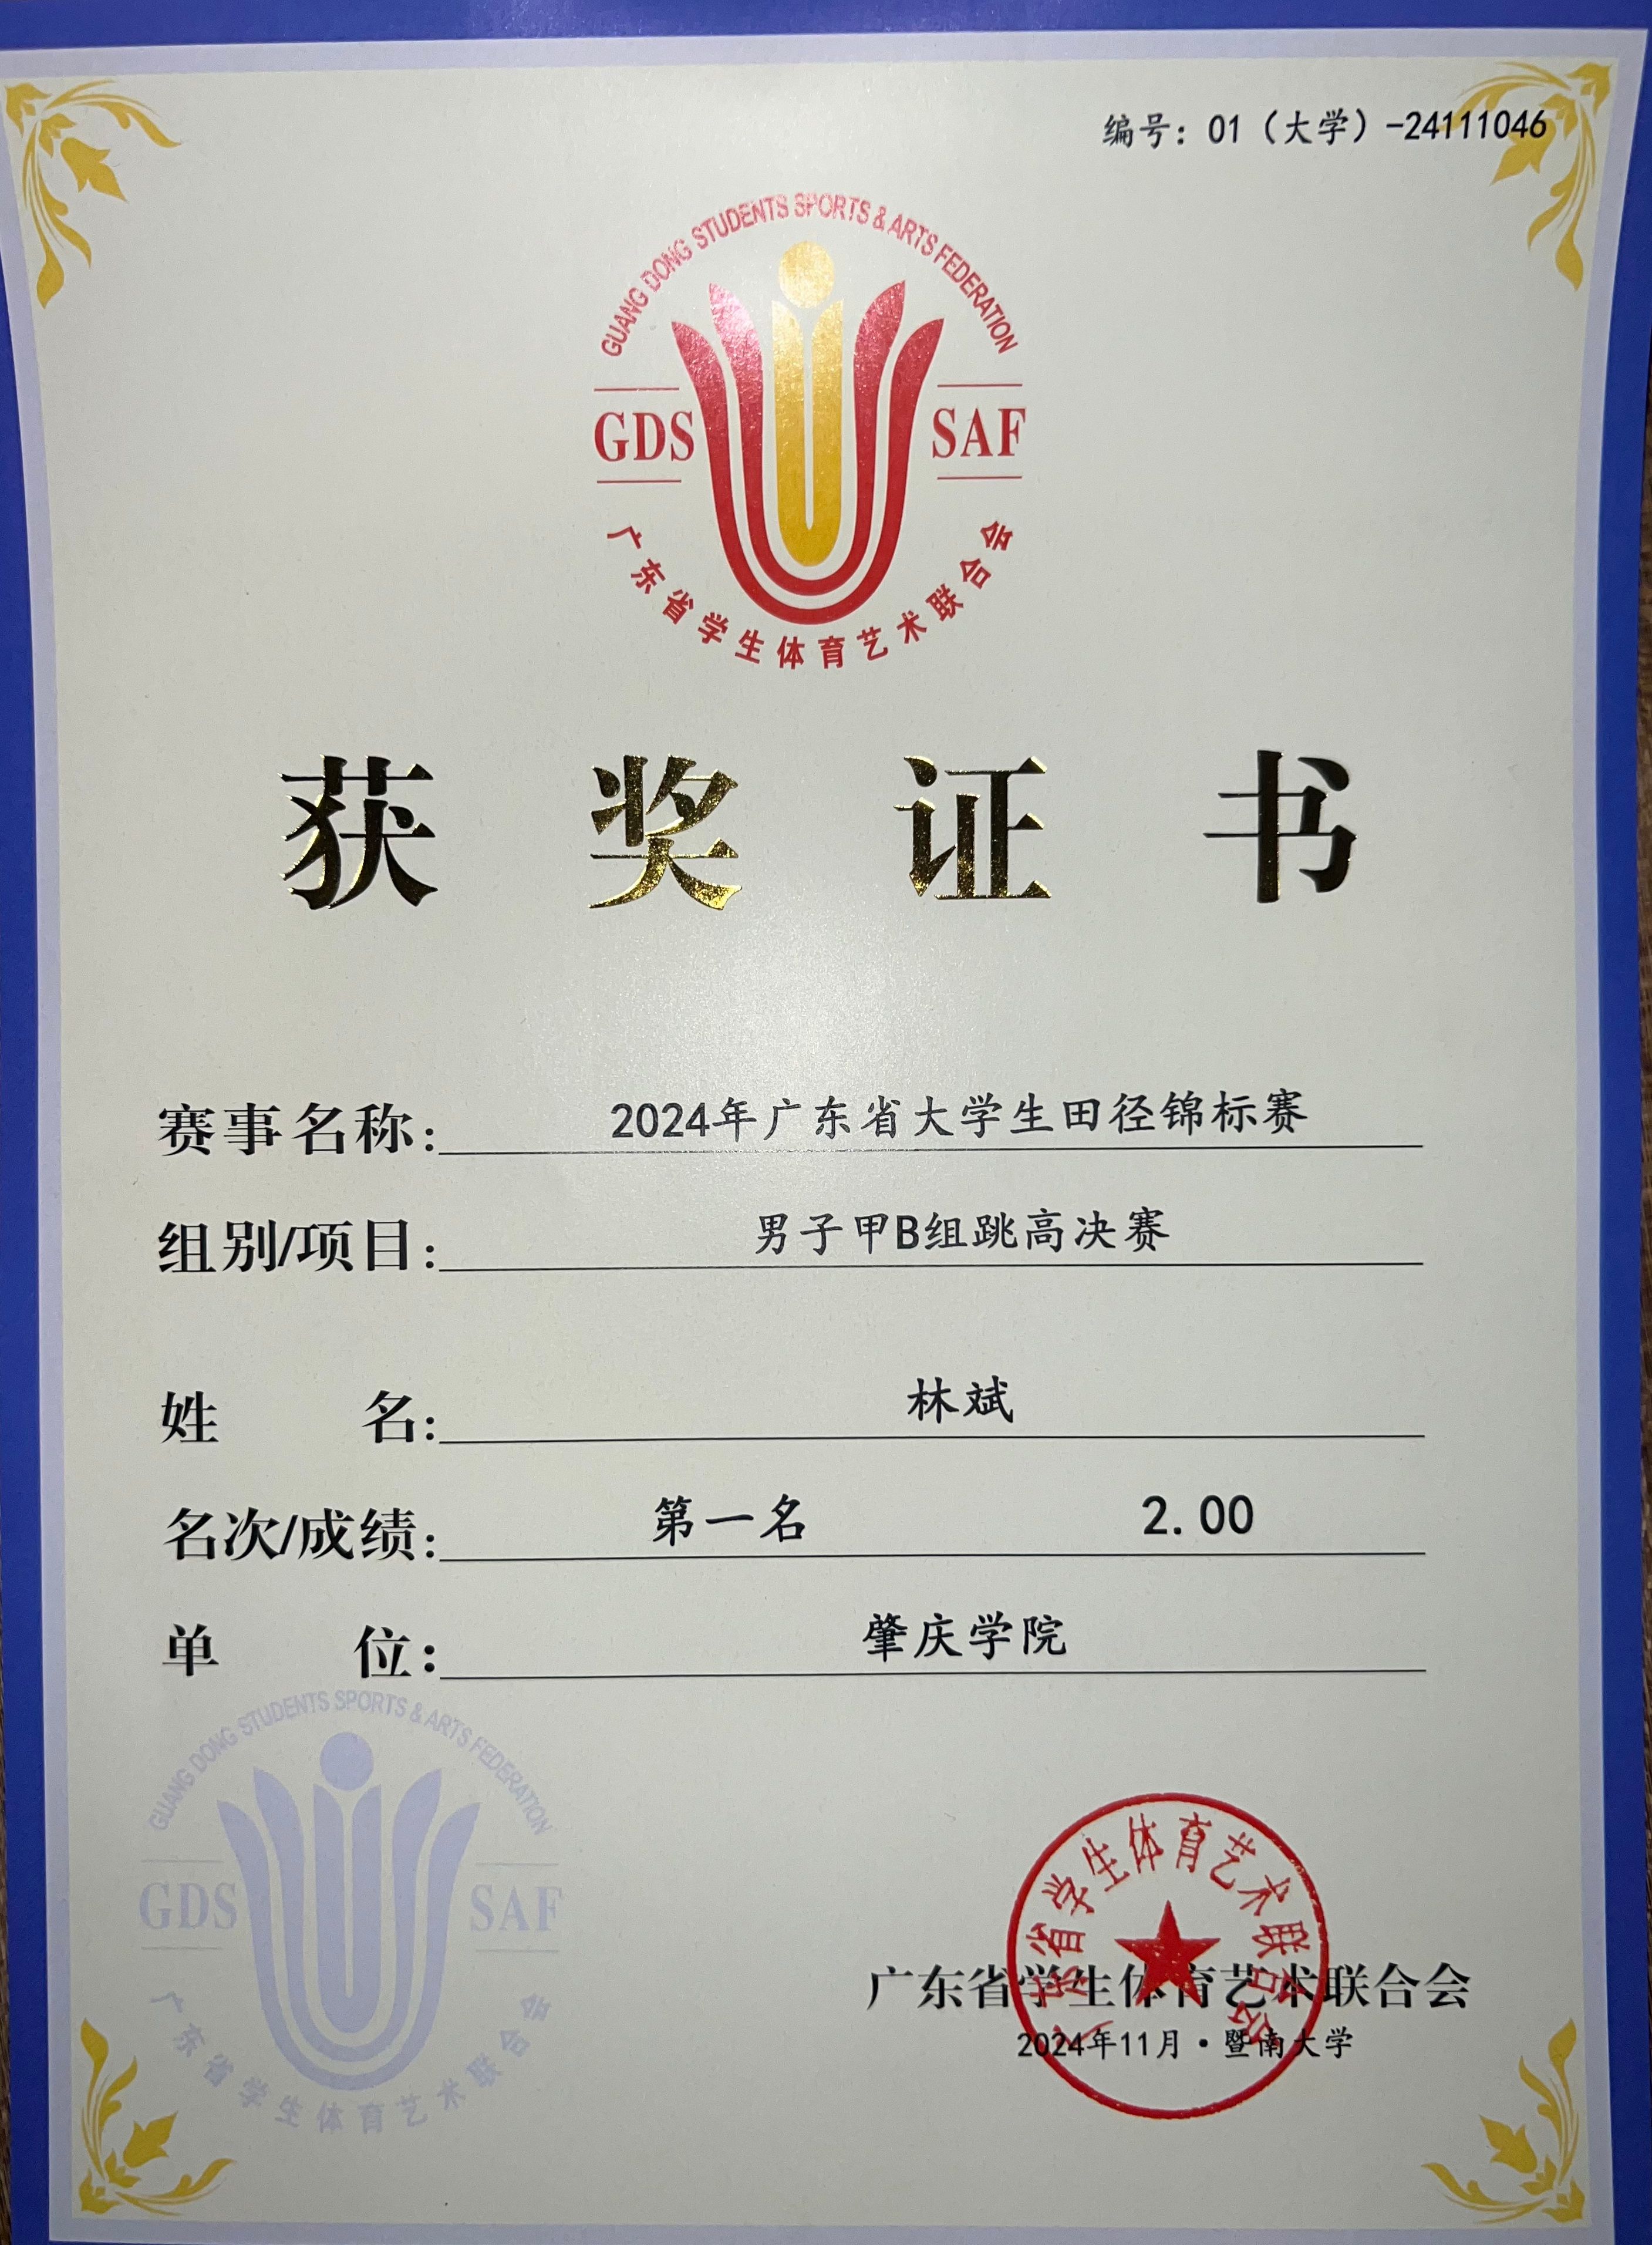 编号：01（大学）-24111046
GUANG DONG STUDENTS SPORTS & ARTS FEDERATION
GDS SAF
广东省学生体育艺术联合会
获奖证书
赛事名称：2024年广东省大学生田径锦标赛
组别/项目：男子甲B组跳高决赛
姓名：林斌
名次/成绩：第一名 2.00
单位：肇庆学院
GUANG DONG STUDENTS SPORTS & ARTS FEDERATION
GDS SAF
广东省学生体育艺术联合会
广东省学生体育艺术联合会
广东省学生体育艺术联合会
2024年11月·暨南大学